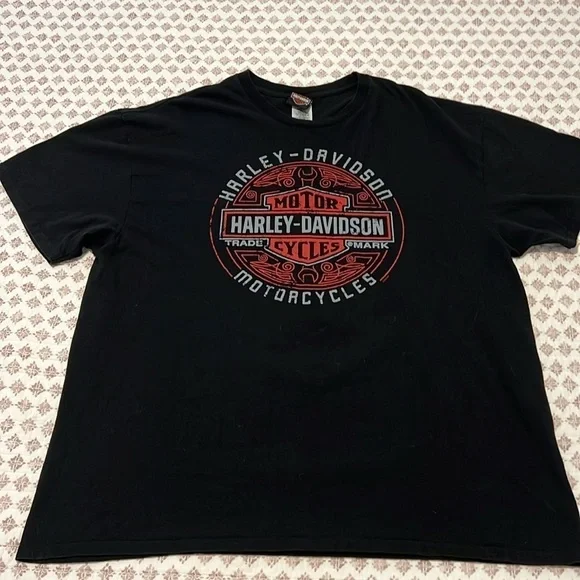 HARLEY-DAVIDSON
MOTOR
HARLEY-DAVIDSON
TRADE ®MARK
CYCLES
MOTORCYCLES